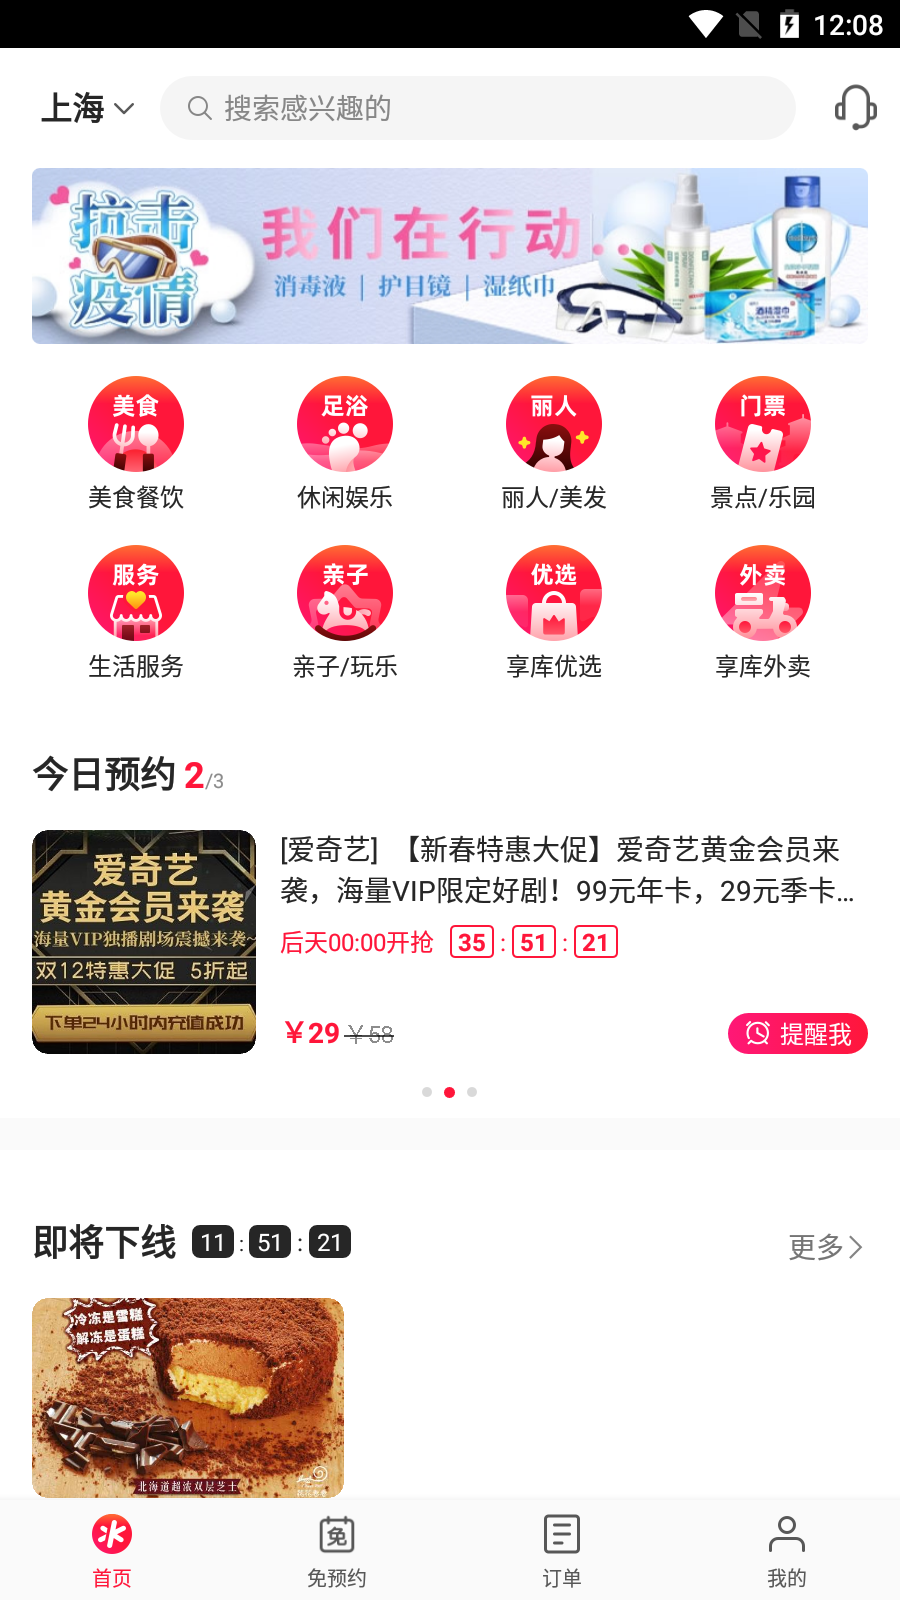 12:08
上海
搜索感兴趣的
抗击
疫情
我们在行动...
消毒液 | 护目镜 | 湿纸巾
酒精湿巾
美食 足浴 丽人 门票
美食餐饮 休闲娱乐 丽人/美发 景点/乐园
服务 亲子 优选 外卖
生活服务 亲子/玩乐 享库优选 享库外卖
今日预约 2/3
爱奇艺
黄金会员来袭
海量VIP独播剧场震撼来袭~
双12特惠大促 5折起
下单24小时内充值成功
[爱奇艺] 【新春特惠大促】爱奇艺黄金会员来
袭，海量VIP限定好剧！99元年卡，29元季卡...
后天00:00开抢 35 : 51 : 21
￥29 ￥58
提醒我
即将下线 11 : 51 : 21
更多
冷冻是雪糕
解冻是蛋糕
北海道超浓双层芝士
首页 免预约 订单 我的
免